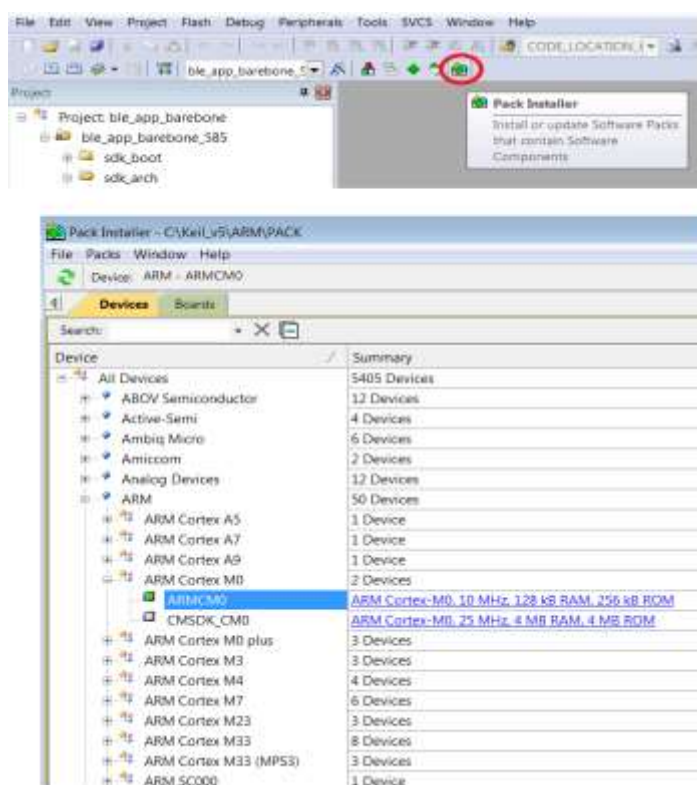 File Edit View Project Flash Debug Peripherals Tools SVCS Window Help
CODE_LOCATION_
ble_app_barebone_5
Project
Project: ble_app_barebone
ble_app_barebone_585
sdk_boot
sdk_arch
Pack Installer
Install or update Software Packs
that contain Software
Components
Pack Installer - C:\Keil_v5\ARM\PACK
File Packs Window Help
Device: ARM - ARMCM0
Devices Boards
Search:
Device Summary
All Devices 5405 Devices
ABOV Semiconductor 12 Devices
Active-Semi 4 Devices
Ambiq Micro 6 Devices
Amiccom 2 Devices
Analog Devices 12 Devices
ARM 50 Devices
ARM Cortex A5 1 Device
ARM Cortex A7 1 Device
ARM Cortex A9 1 Device
ARM Cortex M0 2 Devices
ARMCM0 ARM Cortex-M0, 10 MHz, 128 kB RAM, 256 kB ROM
CMSDK_CM0 ARM Cortex-M0, 25 MHz, 4 MB RAM, 4 MB ROM
ARM Cortex M0 plus 3 Devices
ARM Cortex M3 3 Devices
ARM Cortex M4 4 Devices
ARM Cortex M7 6 Devices
ARM Cortex M23 3 Devices
ARM Cortex M33 8 Devices
ARM Cortex M33 (MPS3) 3 Devices
ARM SC000 1 Device